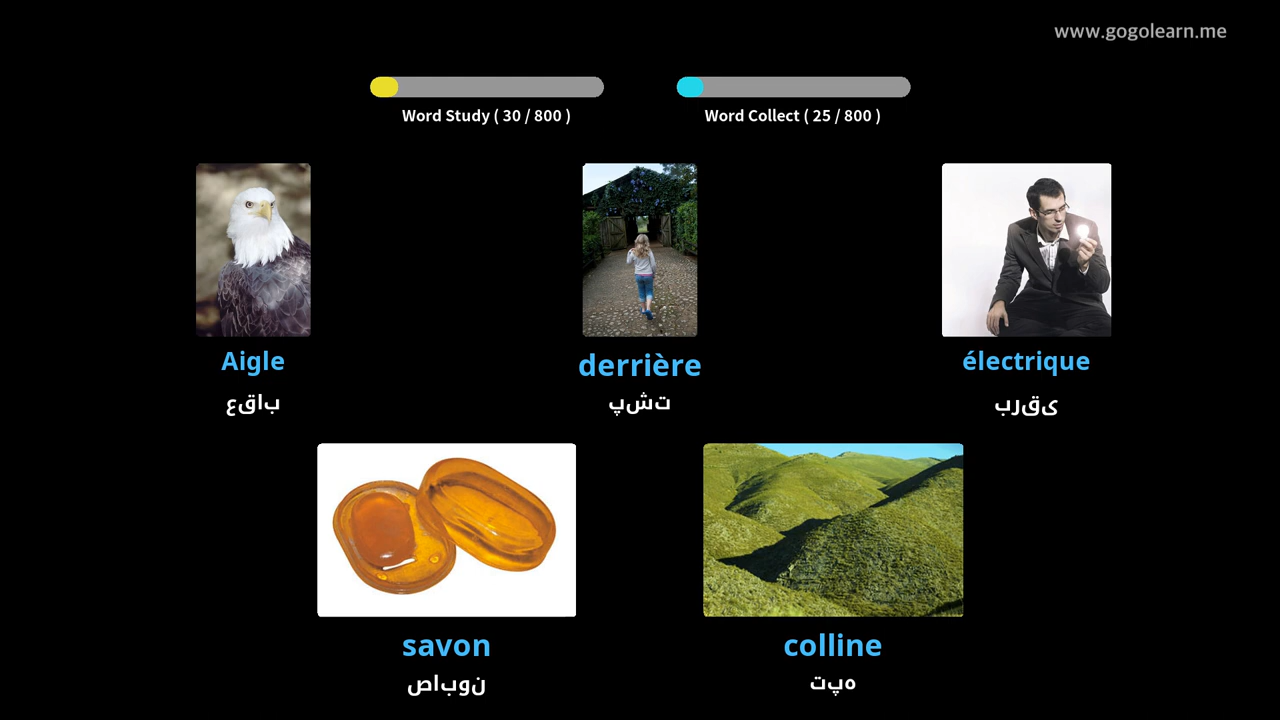 www.gogolearn.me
Word Study ( 30 / 800 )
Word Collect ( 25 / 800 )
Aigle
باقع
derrière
تشپ
électrique
یقرب
savon
نوباص
colline
هپت